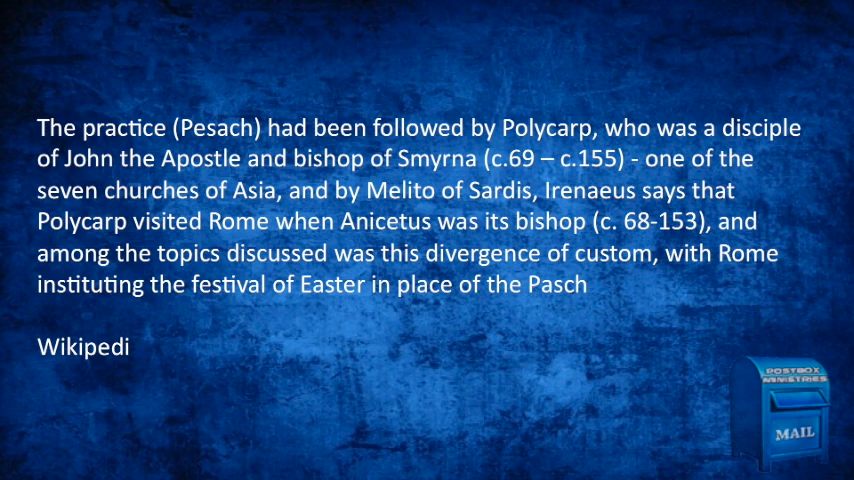 The practice (Pesach) had been followed by Polycarp, who was a disciple
of John the Apostle and bishop of Smyrna (c.69 – c.155) - one of the
seven churches of Asia, and by Melito of Sardis, Irenaeus says that
Polycarp visited Rome when Anicetus was its bishop (c. 68-153), and
among the topics discussed was this divergence of custom, with Rome
instituting the festival of Easter in place of the Pasch
Wikipedi
POSTBOX
MINISTRIES
MAIL